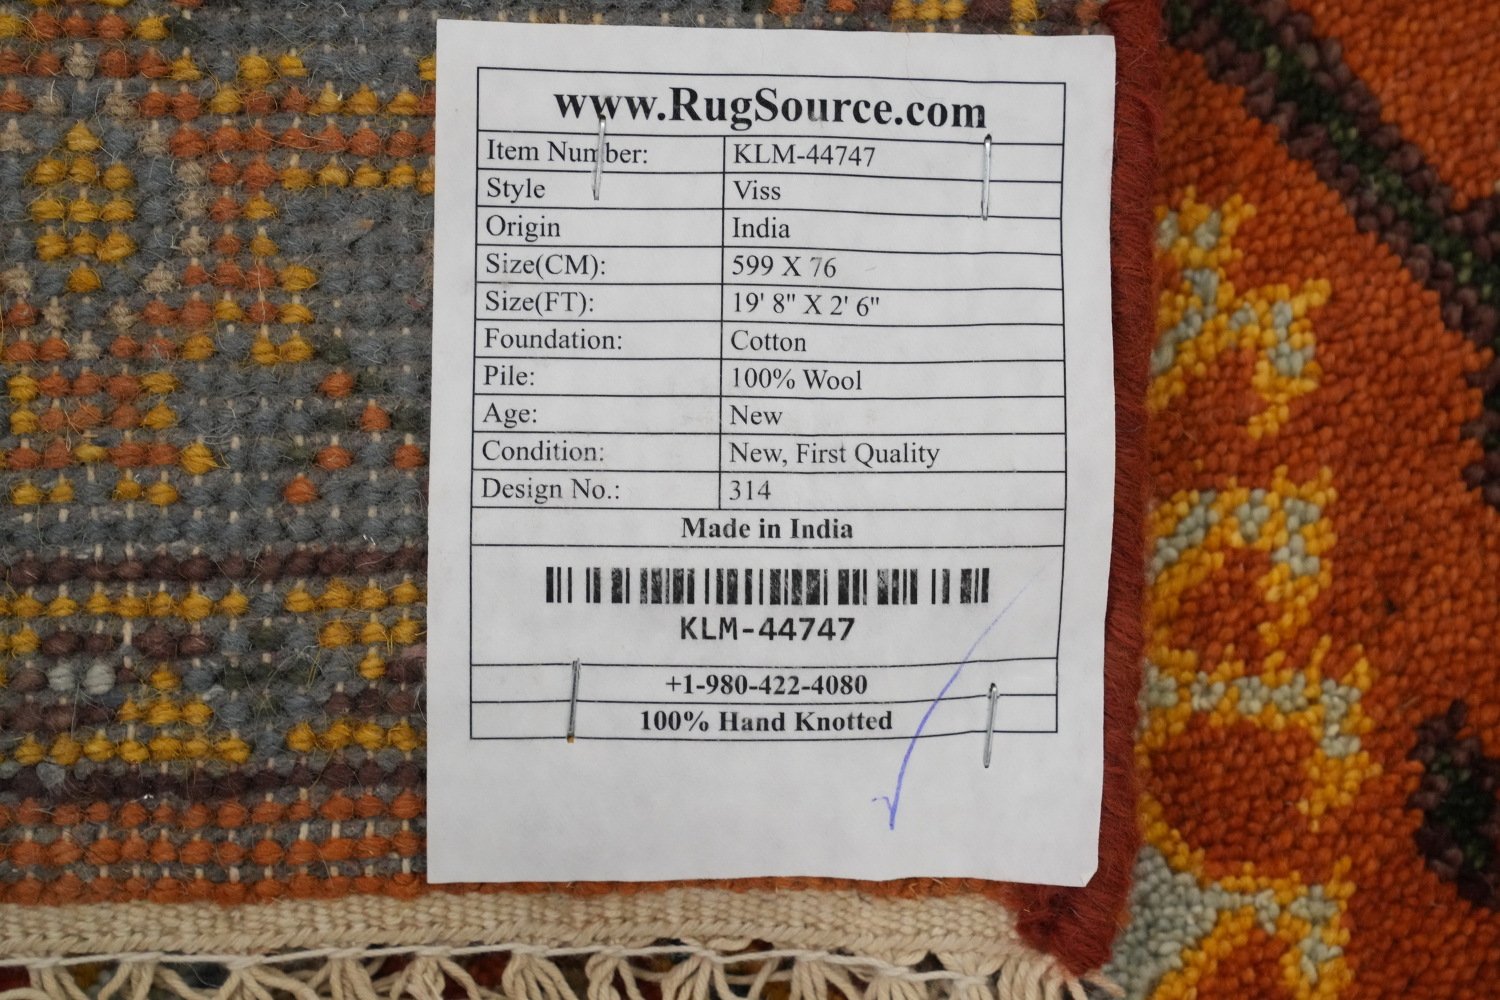 www.RugSource.com
Item Number: KLM-44747
Style Viss
Origin India
Size(CM): 599 X 76
Size(FT): 19' 8" X 2' 6"
Foundation: Cotton
Pile: 100% Wool
Age: New
Condition: New, First Quality
Design No.: 314
Made in India
KLM-44747
+1-980-422-4080
100% Hand Knotted